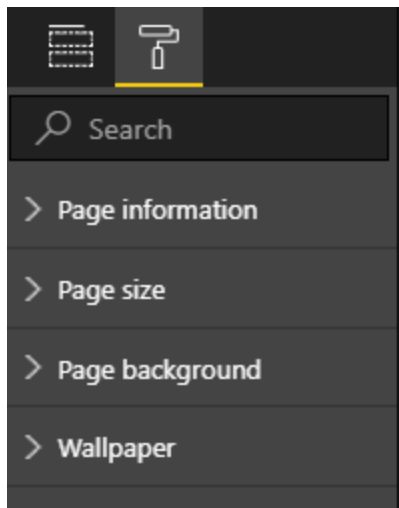 Search
Page information
Page size
Page background
Wallpaper